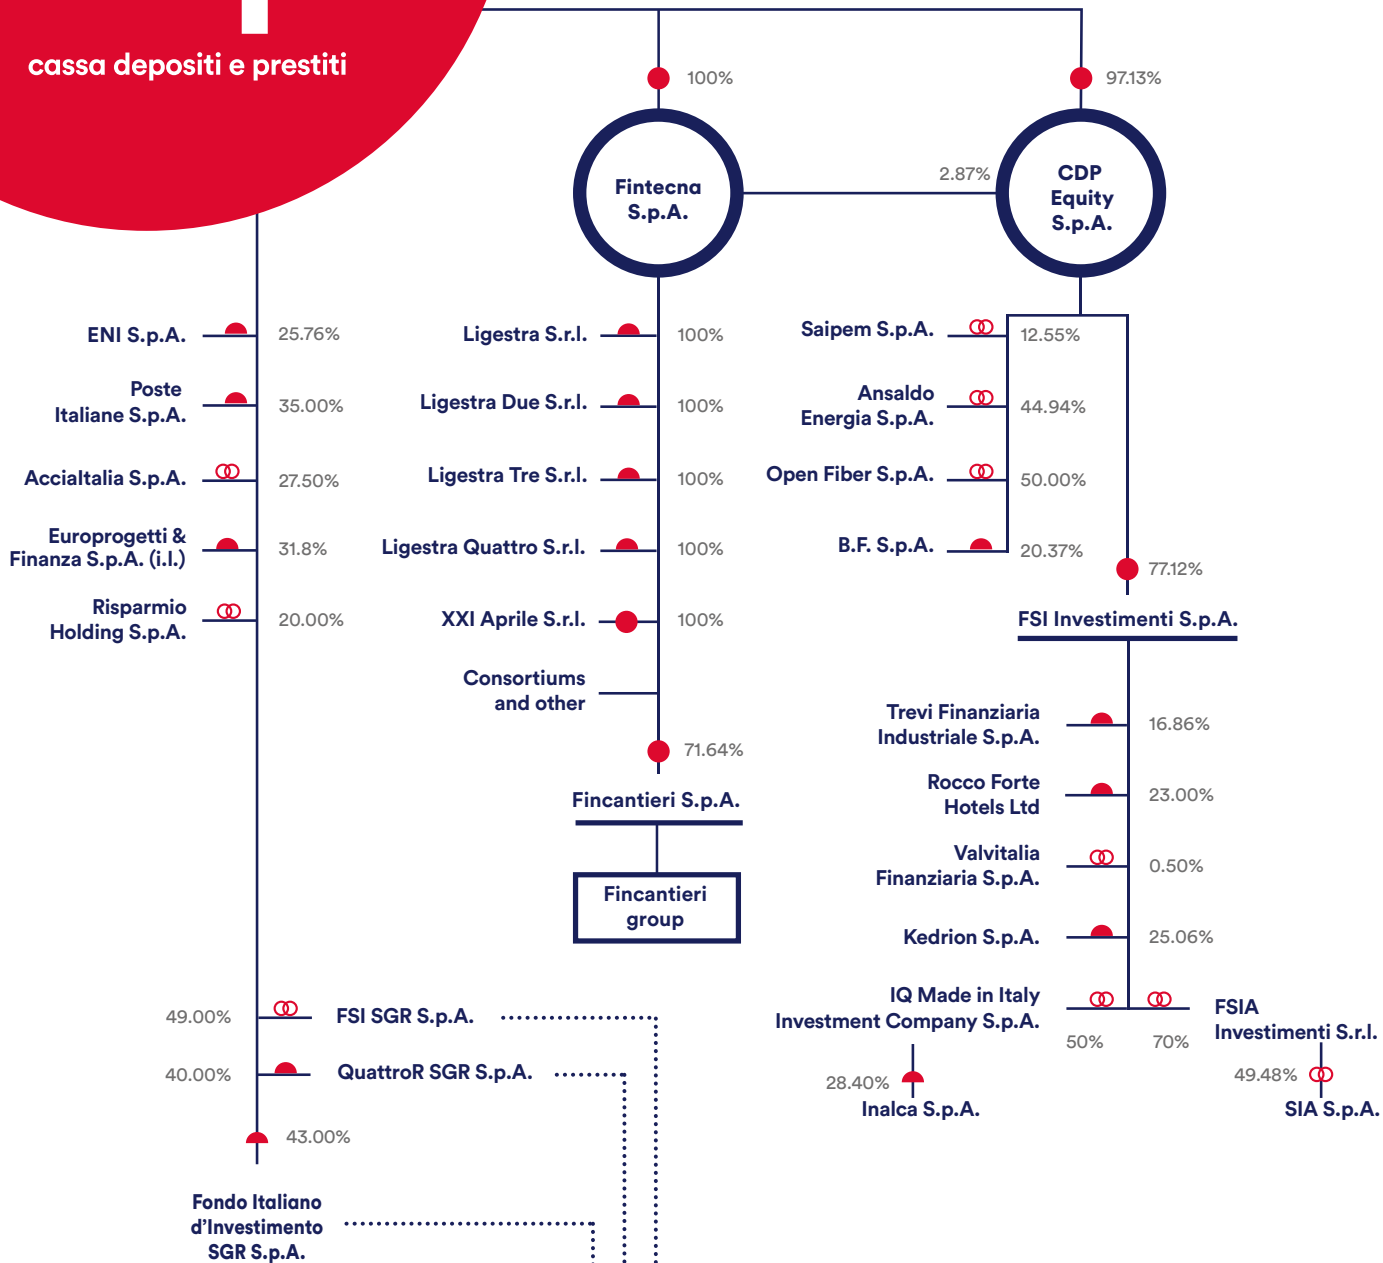 cassa depositi e prestiti
100%
97.13%
Fintecna
S.p.A.
2.87%
CDP
Equity
S.p.A.
ENI S.p.A.
25.76%
Poste
Italiane S.p.A.
35.00%
AcciaItalia S.p.A.
27.50%
Europrogetti &
Finanza S.p.A. (i.l.)
31.8%
Risparmio
Holding S.p.A.
20.00%
Ligestra S.r.l.
100%
Ligestra Due S.r.l.
100%
Ligestra Tre S.r.l.
100%
Ligestra Quattro S.r.l.
100%
XXI Aprile S.r.l.
100%
Consortiums
and other
71.64%
Fincantieri S.p.A.
Fincantieri
group
Saipem S.p.A.
12.55%
Ansaldo
Energia S.p.A.
44.94%
Open Fiber S.p.A.
50.00%
B.F. S.p.A.
20.37%
77.12%
FSI Investimenti S.p.A.
Trevi Finanziaria
Industriale S.p.A.
16.86%
Rocco Forte
Hotels Ltd
23.00%
Valvitalia
Finanziaria S.p.A.
0.50%
Kedrion S.p.A.
25.06%
IQ Made in Italy
Investment Company S.p.A.
50%
70%
FSIA
Investimenti S.r.l.
28.40%
Inalca S.p.A.
49.48%
SIA S.p.A.
49.00%
FSI SGR S.p.A.
40.00%
QuattroR SGR S.p.A.
43.00%
Fondo Italiano
d'Investimento
SGR S.p.A.